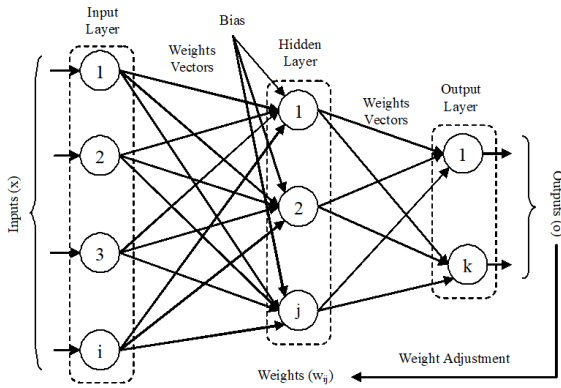 Input
Layer
Bias
Weights
Vectors
Hidden
Layer
Weights
Vectors
Output
Layer
Inputs (x)
1
2
3
i
1
2
j
1
k
Outputs (o)
Weight Adjustment
Weights (wij)